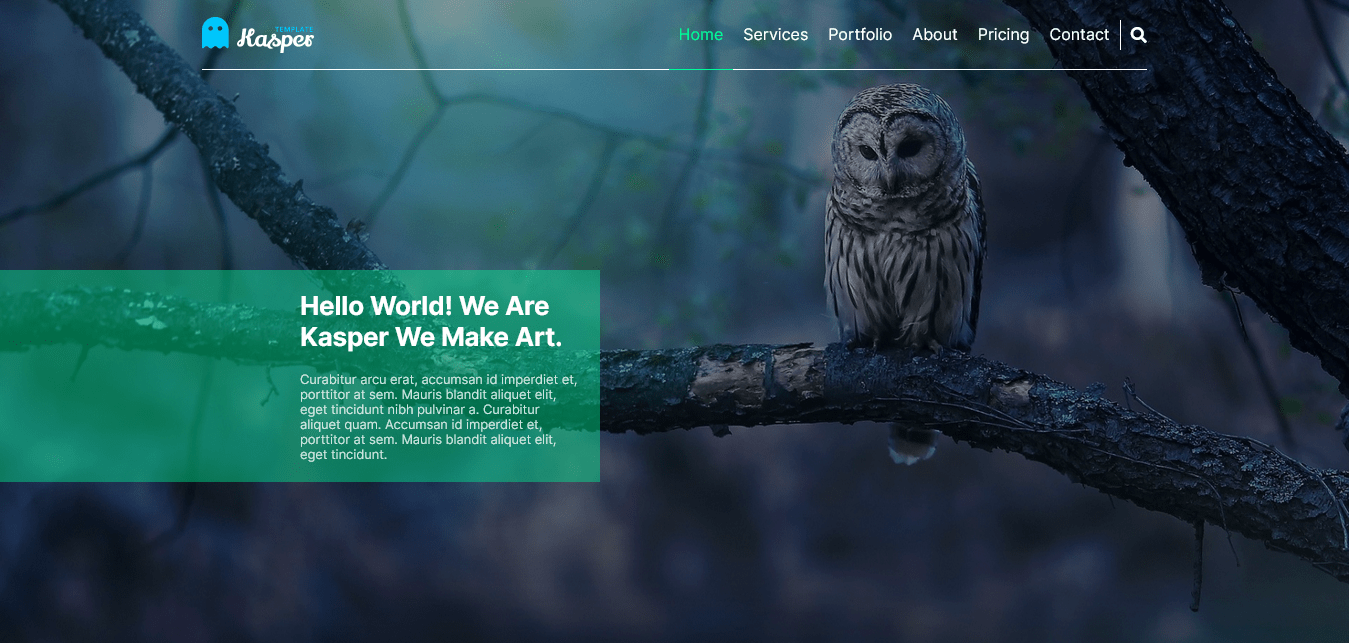 TEMPLATE
Kasper
Home Services Portfolio About Pricing Contact
Hello World! We Are
Kasper We Make Art.
Curabitur arcu erat, accumsan id imperdiet et,
porttitor at sem. Mauris blandit aliquet elit,
eget tincidunt nibh pulvinar a. Curabitur
aliquet quam. Accumsan id imperdiet et,
porttitor at sem. Mauris blandit aliquet elit,
eget tincidunt.